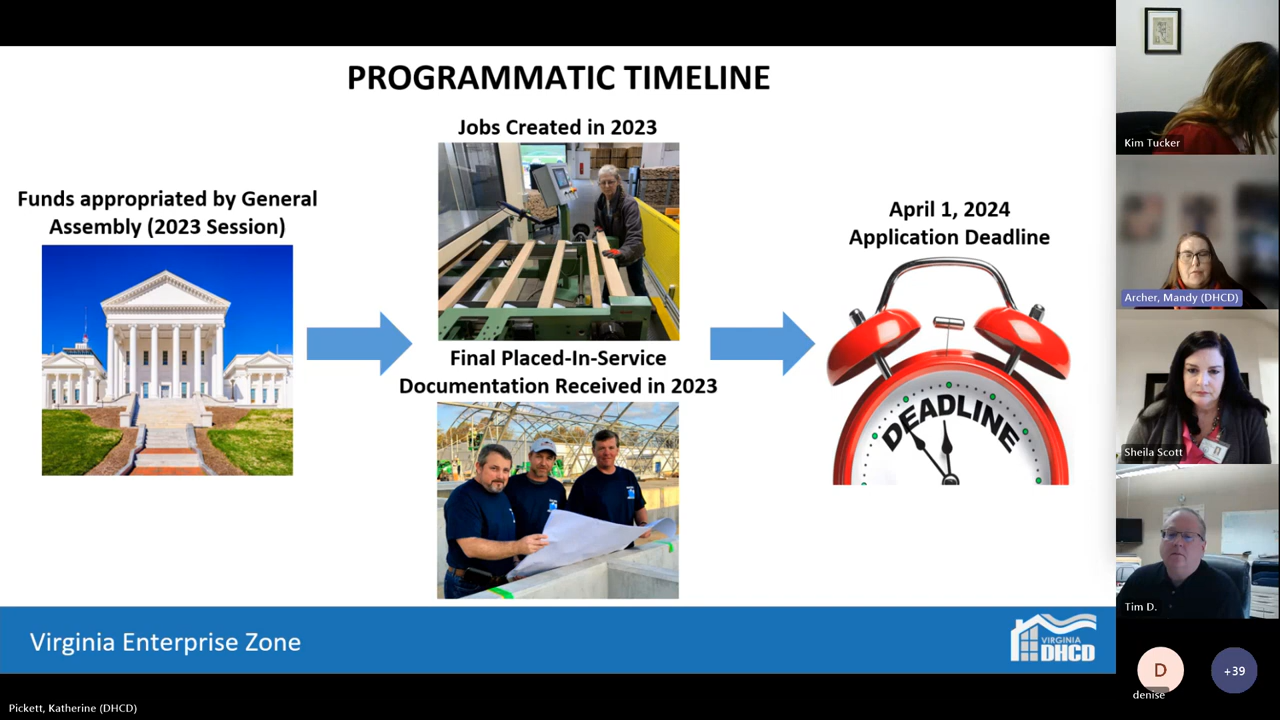 PROGRAMMATIC TIMELINE
Jobs Created in 2023
Funds appropriated by General
Assembly (2023 Session)
April 1, 2024
Application Deadline
Final Placed-In-Service
Documentation Received in 2023
DEADLINE
Virginia Enterprise Zone
VIRGINIA
DHCD
Kim Tucker
Archer, Mandy (DHCD)
Sheila Scott
Tim D.
D
denise
+39
Pickett, Katherine (DHCD)